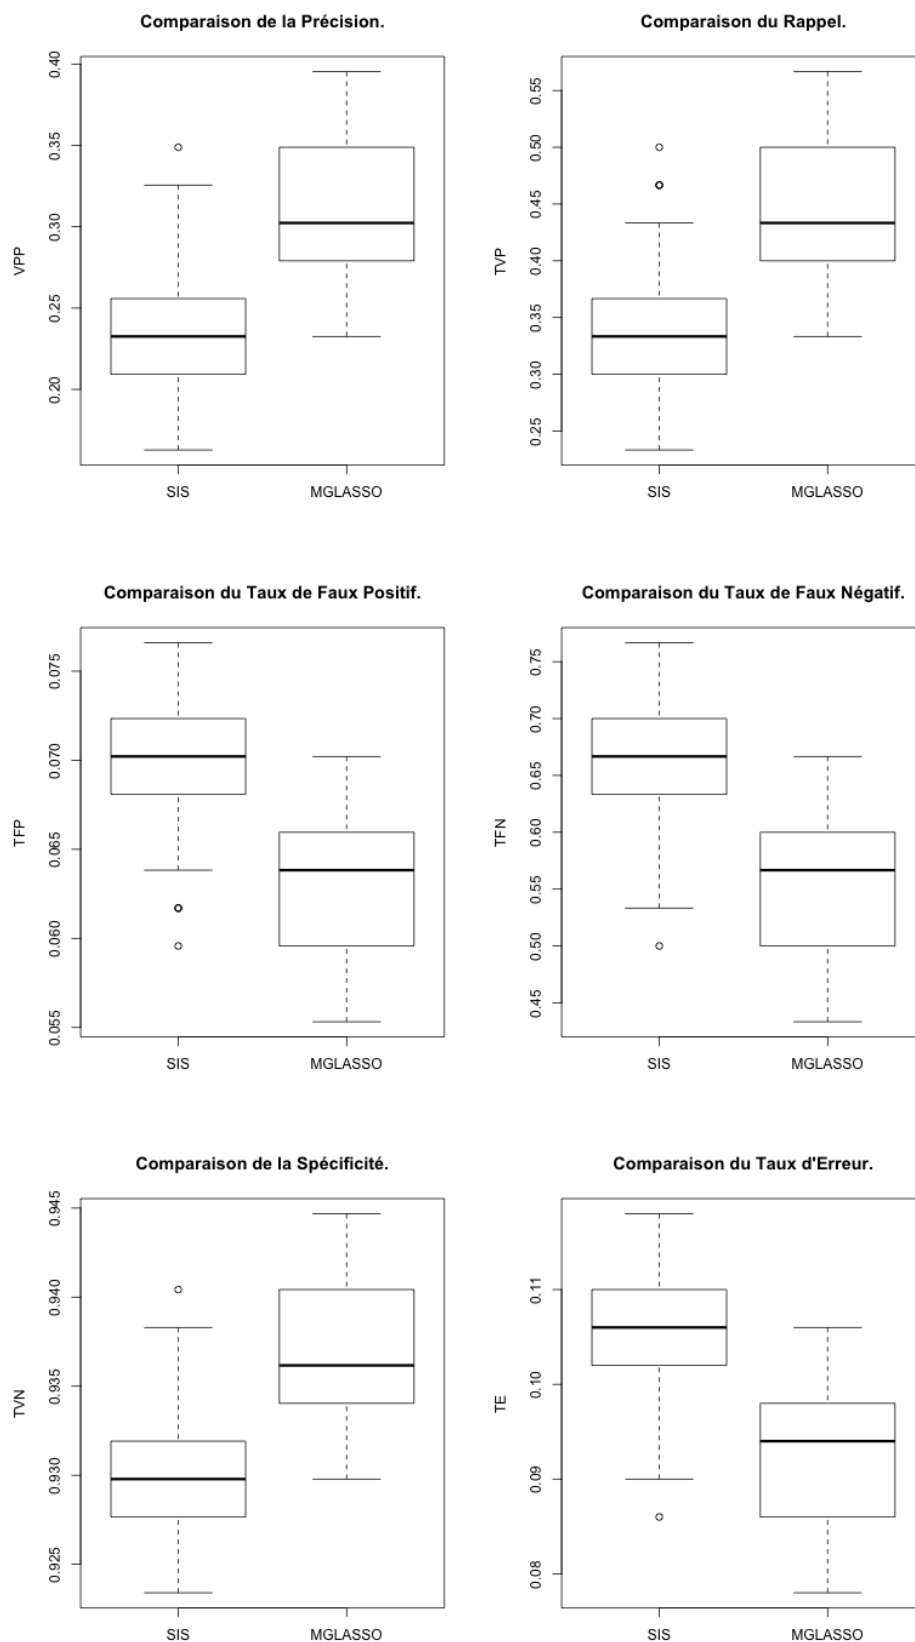 Comparaison de la Précision.
VPP
0.40
0.35
0.30
0.25
0.20
SIS
MGLASSO
Comparaison du Rappel.
TVP
0.55
0.50
0.45
0.40
0.35
0.30
0.25
SIS
MGLASSO
Comparaison du Taux de Faux Positif.
TFP
0.075
0.070
0.065
0.060
0.055
SIS
MGLASSO
Comparaison du Taux de Faux Négatif.
TFN
0.75
0.70
0.65
0.60
0.55
0.50
0.45
SIS
MGLASSO
Comparaison de la Spécificité.
TVN
0.945
0.940
0.935
0.930
0.925
SIS
MGLASSO
Comparaison du Taux d'Erreur.
TE
0.11
0.10
0.09
0.08
SIS
MGLASSO